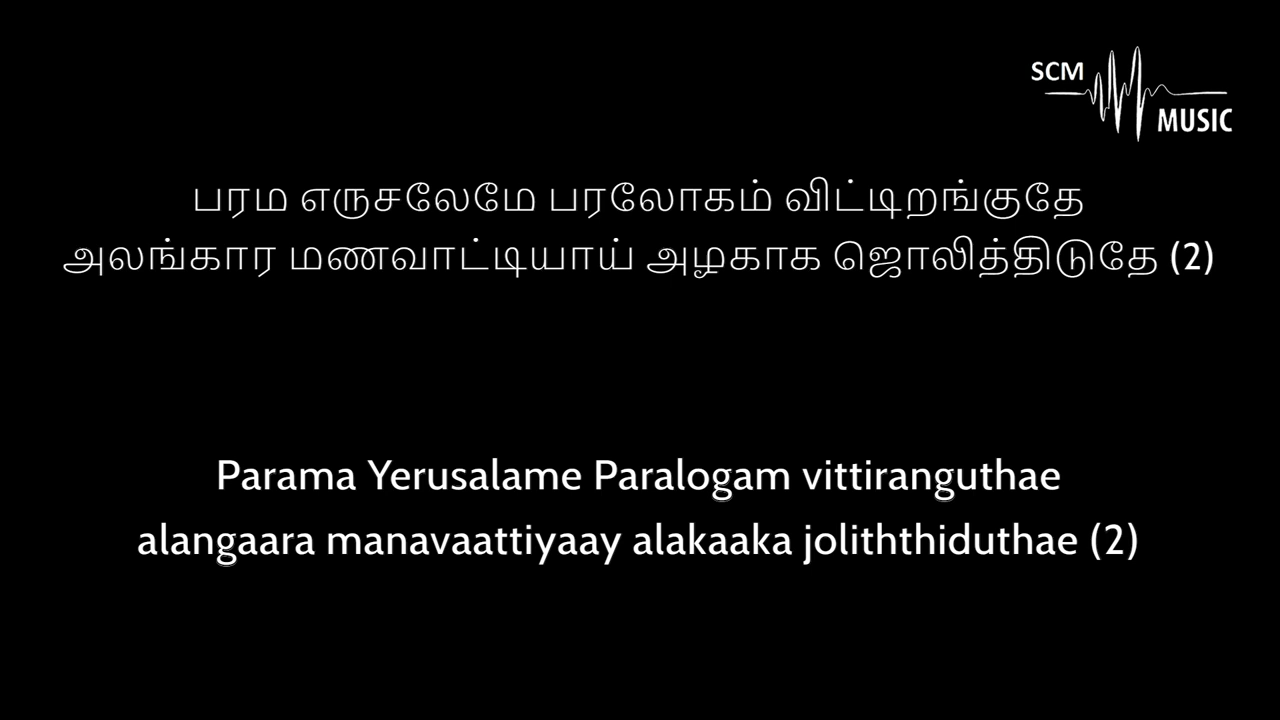 SCM
MUSIC
பரம எருசலேமே பரலோகம் விட்டிறங்குதே
அலங்கார மணவாட்டியாய் அழகாக ஜொலித்திடுதே (2)
Parama Yerusalame Paralogam vittiranguthae
alangaara manavaattiyaay alakaaka joliththiduthae (2)